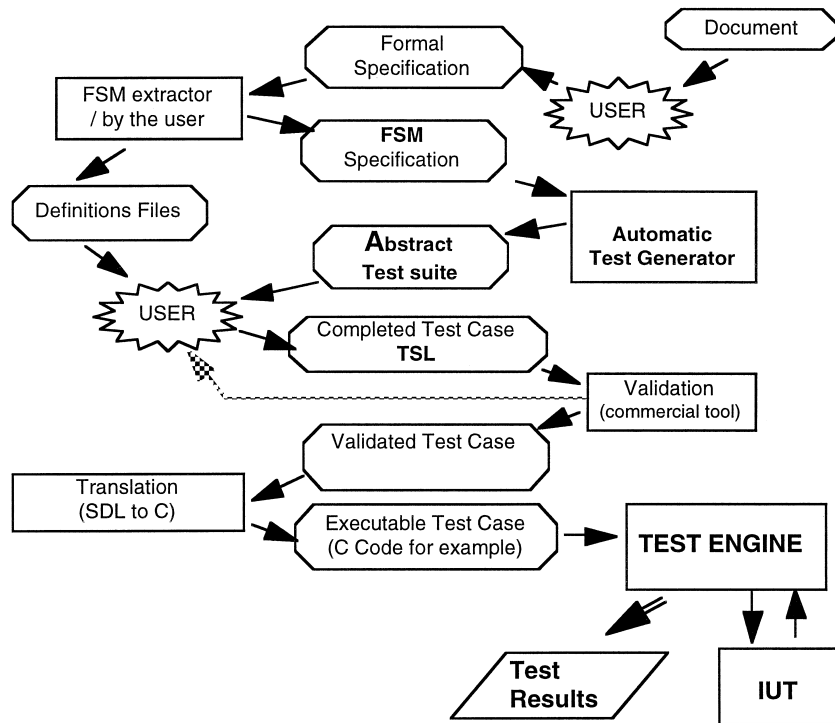 Document
Formal
Specification
USER
FSM extractor
/ by the user
FSM
Specification
Definitions Files
Automatic
Test Generator
Abstract
Test suite
USER
Completed Test Case
TSL
Validation
(commercial tool)
Validated Test Case
Translation
(SDL to C)
Executable Test Case
(C Code for example)
TEST ENGINE
Test
Results
IUT